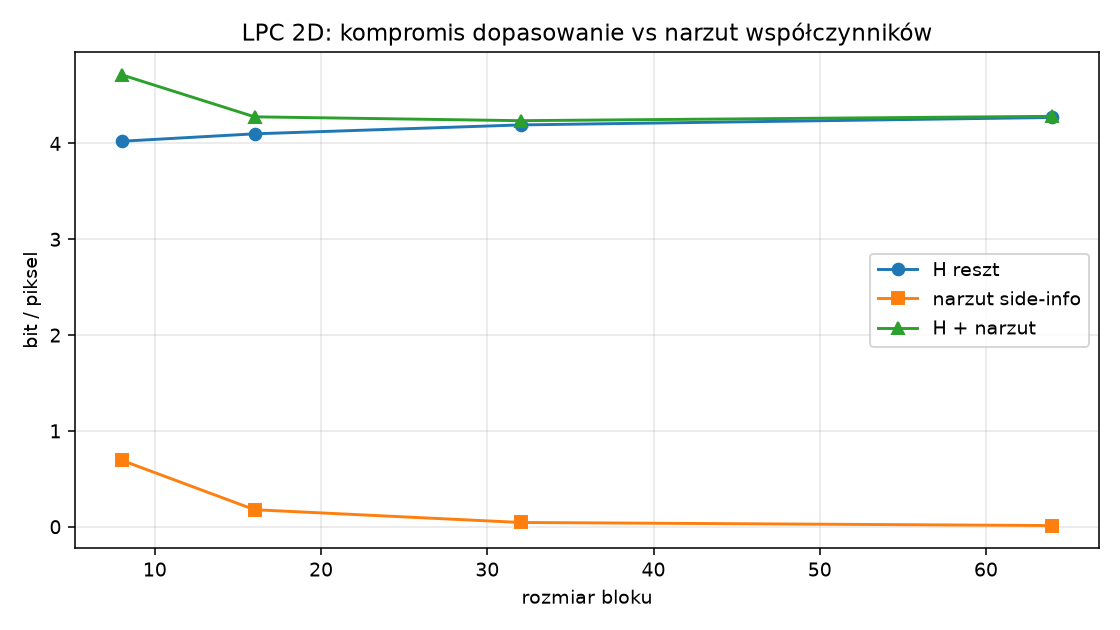 LPC 2D: kompromis dopasowanie vs narzut współczynników
bit / piksel
4
3
2
1
0
H reszt
narzut side-info
H + narzut
10 20 30 40 50 60
rozmiar bloku